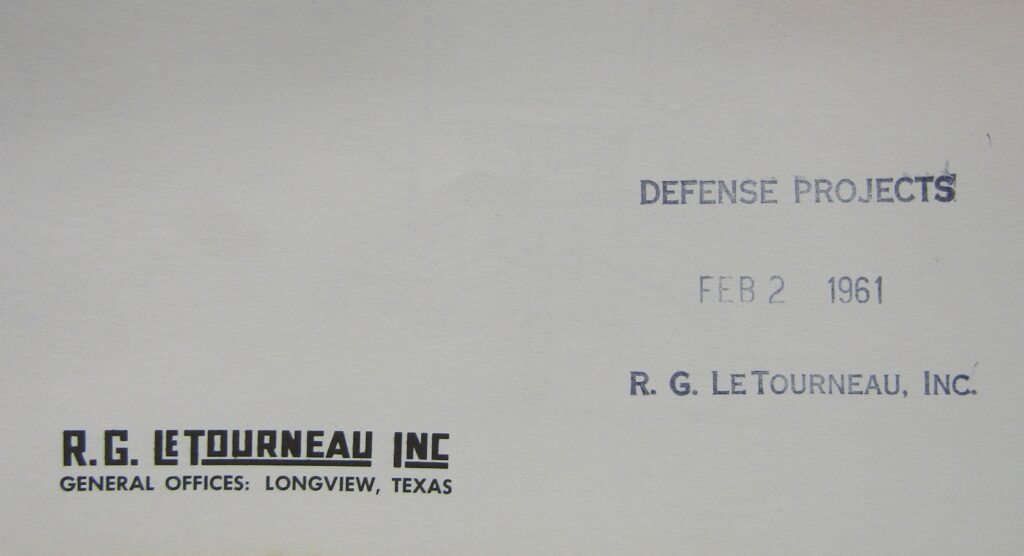 DEFENSE PROJECTS
FEB 2 1961
R. G. LETOURNEAU, INC.
R.G. LETOURNEAU INC
GENERAL OFFICES: LONGVIEW, TEXAS